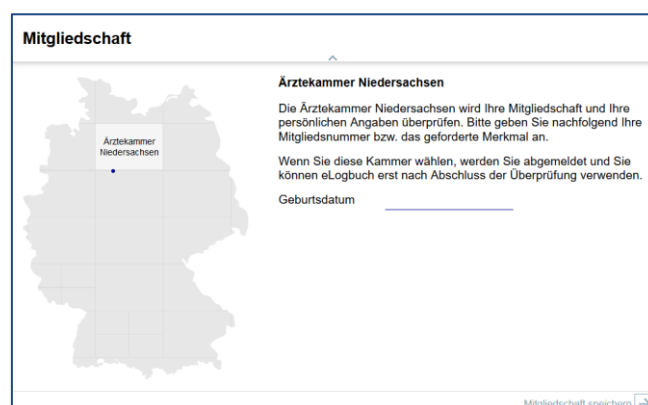 Mitgliedschaft
Ärztekammer
Niedersachsen
Ärztekammer Niedersachsen
Die Ärztekammer Niedersachsen wird Ihre Mitgliedschaft und Ihre
persönlichen Angaben überprüfen. Bitte geben Sie nachfolgend Ihre
Mitgliedsnummer bzw. das geforderte Merkmal an.
Wenn Sie diese Kammer wählen, werden Sie abgemeldet und Sie
können eLogbuch erst nach Abschluss der Überprüfung verwenden.
Geburtsdatum
Mitgliedschaft speichern